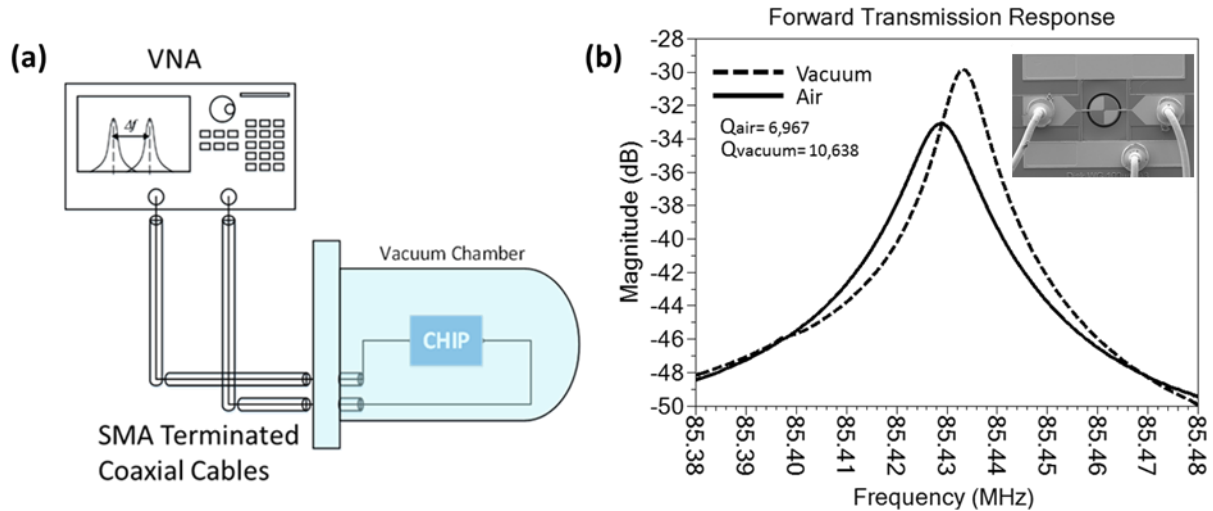 (a)
VNA
Δf
Vacuum Chamber
CHIP
SMA Terminated
Coaxial Cables
(b)
Forward Transmission Response
Vacuum
Air
Qair= 6,967
Qvacuum= 10,638
Magnitude (dB)
-28
-30
-32
-34
-36
-38
-40
-42
-44
-46
-48
-50
85.38
85.39
85.40
85.41
85.42
85.43
85.44
85.45
85.46
85.47
85.48
Frequency (MHz)